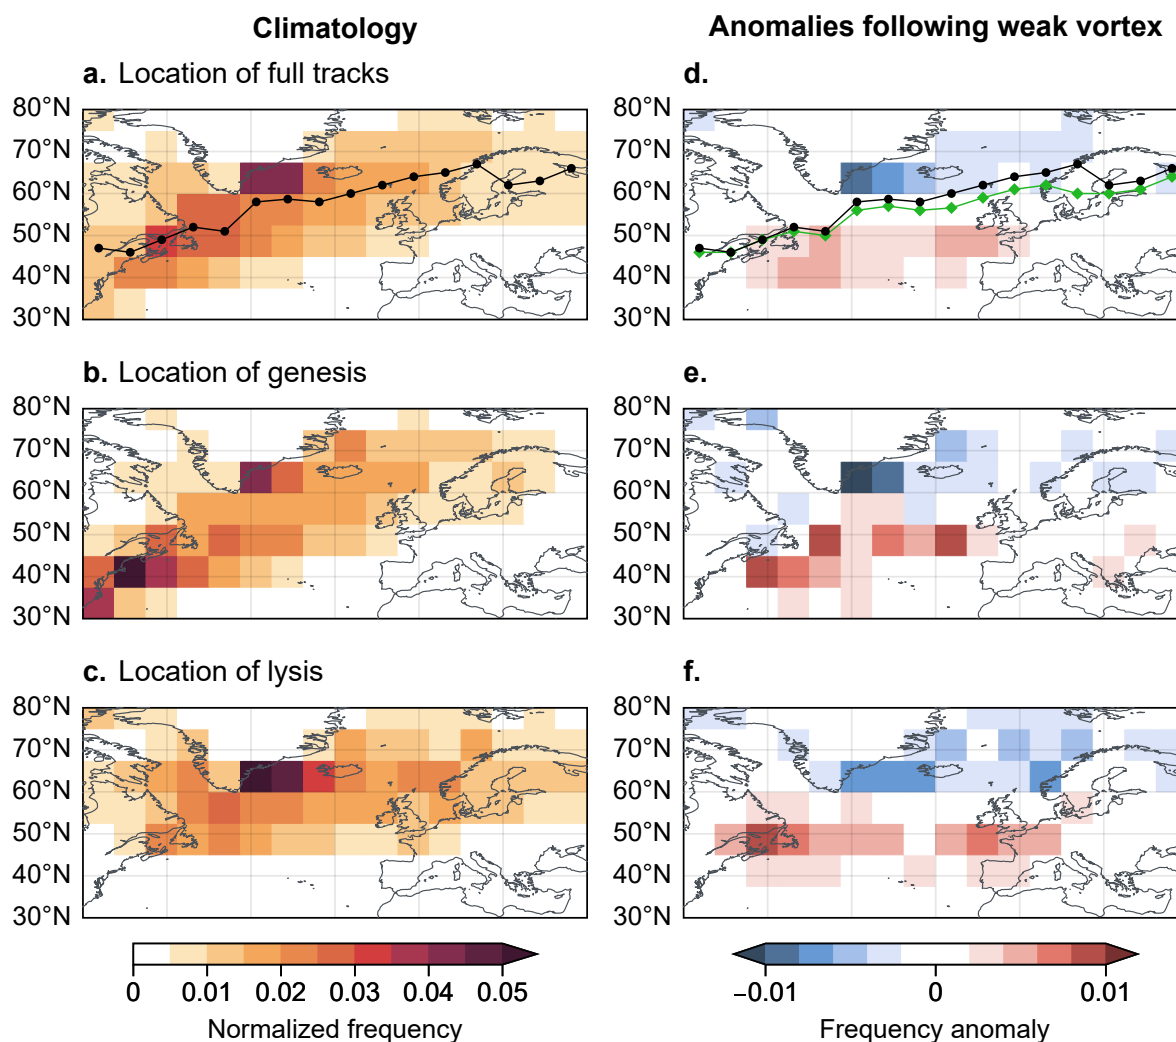 Climatology
Anomalies following weak vortex
a. Location of full tracks
d.
80°N
70°N
60°N
50°N
40°N
30°N
80°N
70°N
60°N
50°N
40°N
30°N
b. Location of genesis
e.
80°N
70°N
60°N
50°N
40°N
30°N
80°N
70°N
60°N
50°N
40°N
30°N
c. Location of lysis
f.
80°N
70°N
60°N
50°N
40°N
30°N
80°N
70°N
60°N
50°N
40°N
30°N
0 0.01 0.02 0.03 0.04 0.05
Normalized frequency
−0.01 0 0.01
Frequency anomaly